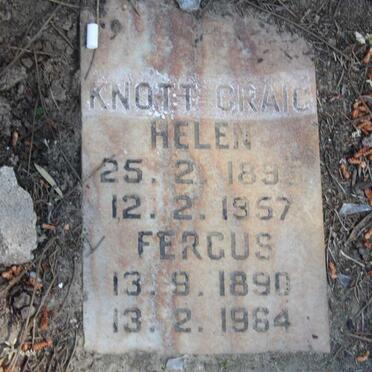 KNOTT CRAIG
HELEN
25. 2.
12. 2. 1957
FERGUS
13. 9. 1890
13. 2. 1964